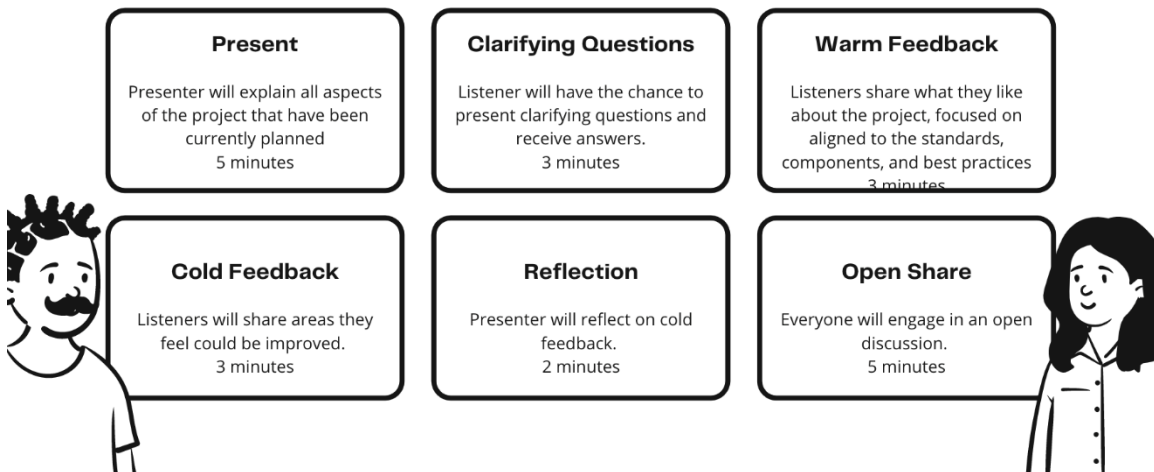 Present
Presenter will explain all aspects
of the project that have been
currently planned
5 minutes
Clarifying Questions
Listener will have the chance to
present clarifying questions and
receive answers.
3 minutes
Warm Feedback
Listeners share what they like
about the project, focused on
aligned to the standards,
components, and best practices
3 minutes
Cold Feedback
Listeners will share areas they
feel could be improved.
3 minutes
Reflection
Presenter will reflect on cold
feedback.
2 minutes
Open Share
Everyone will engage in an open
discussion.
5 minutes